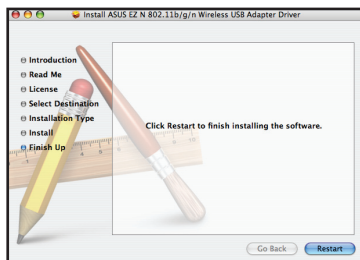 Install ASUS EZ N 802.11b/g/n Wireless USB Adapter Driver
Introduction
Read Me
License
Select Destination
Installation Type
Install
Finish Up
Click Restart to finish installing the software.
Go Back
Restart